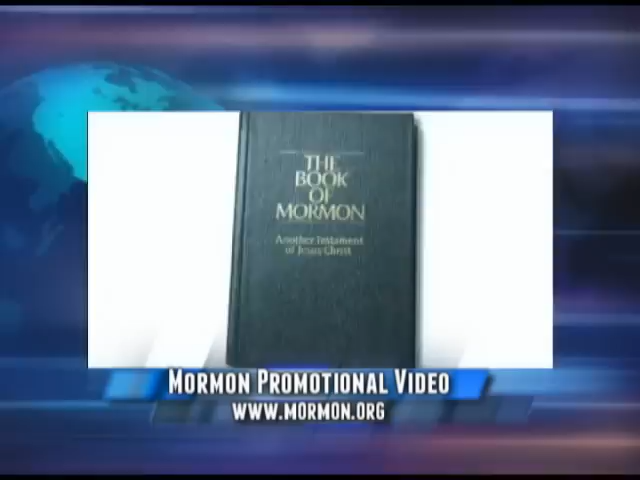 THE
BOOK
OF
MORMON
Another Testament
of Jesus Christ
MORMON PROMOTIONAL VIDEO
WWW.MORMON.ORG